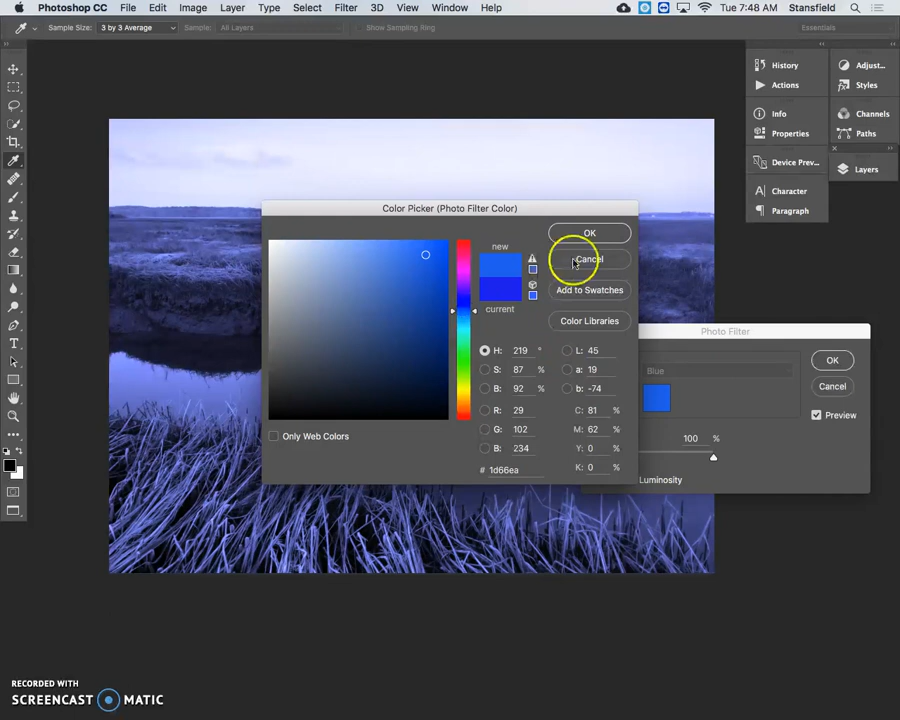 Photoshop CC File Edit Image Layer Type Select Filter 3D View Window Help Tue 7:48 AM Stansfield
Sample Size: 3 by 3 Average Sample: All Layers Show Sampling Ring Essentials
History Adjust...
Actions Styles
Info Channels
Properties Paths
Device Prev...
Layers
Character
Paragraph
Color Picker (Photo Filter Color)
new
OK
Cancel
Add to Swatches
current
Color Libraries
H: 219 ° L: 45
S: 87 % a: 19
B: 92 % b: -74
R: 29 C: 81 %
G: 102 M: 62 %
B: 234 Y: 0 %
# 1d66ea K: 0 %
Only Web Colors
Photo Filter
OK
Blue
Cancel
Preview
100 %
Luminosity
RECORDED WITH
SCREENCAST MATIC